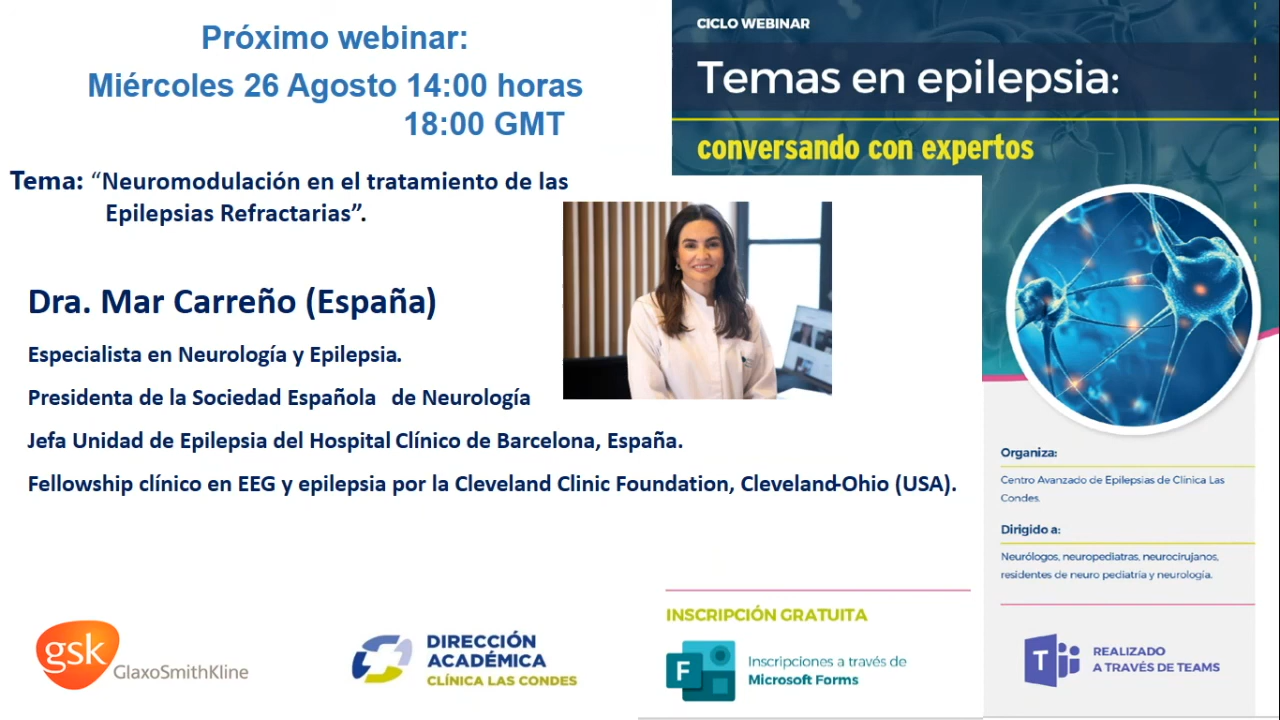 Próximo webinar:
Miércoles 26 Agosto 14:00 horas
18:00 GMT
Tema: “Neuromodulación en el tratamiento de las
Epilepsias Refractarias”.
Dra. Mar Carreño (España)
Especialista en Neurología y Epilepsia.
Presidenta de la Sociedad Española de Neurología
Jefa Unidad de Epilepsia del Hospital Clínico de Barcelona, España.
Fellowship clínico en EEG y epilepsia por la Cleveland Clinic Foundation, Cleveland-Ohio (USA).
gsk
GlaxoSmithKline
DIRECCIÓN
ACADÉMICA
CLÍNICA LAS CONDES
INSCRIPCIÓN GRATUITA
F
Inscripciones a través de
Microsoft Forms
CICLO WEBINAR
Temas en epilepsia:
conversando con expertos
Organiza:
Centro Avanzado de Epilepsias de Clínica Las
Condes.
Dirigido a:
Neurólogos, neuropediatras, neurocirujanos,
residentes de neuro pediatría y neurología.
T
REALIZADO
A TRAVÉS DE TEAMS